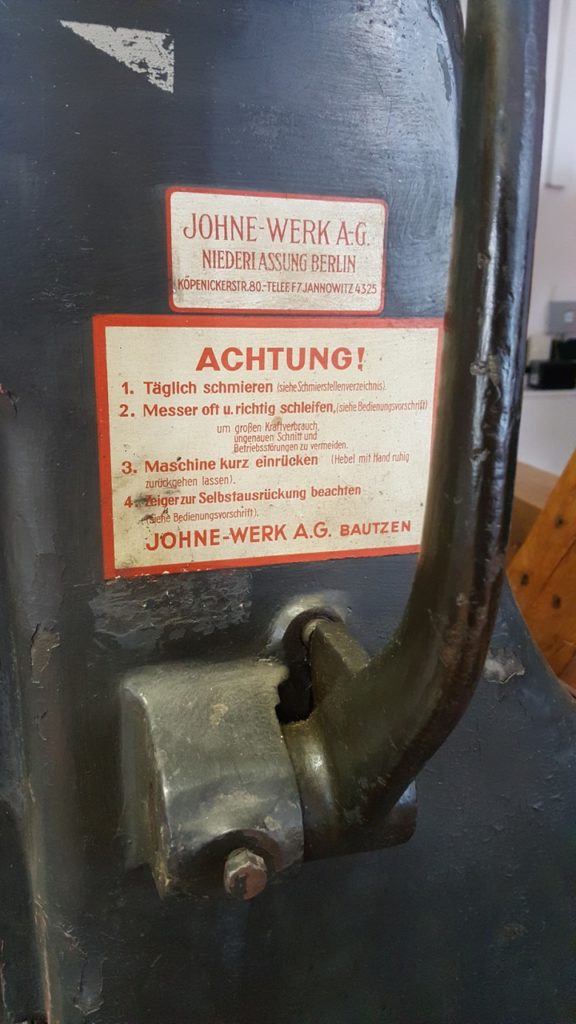 JOHNE-WERK A-G.
NIEDERLASSUNG BERLIN
KÖPENICKERSTR.80.-TELEF F7 JANNOWITZ 4325
ACHTUNG!
1. Täglich schmieren (siehe Schmierstellenverzeichnis).
2. Messer oft u. richtig schleifen, (siehe Bedienungsvorschrift)
um großen Kraftverbrauch,
ungenauen Schnitt und
Betriebsstörungen zu vermeiden.
3. Maschine kurz einrücken (Hebel mit Hand ruhig
zurückgehen lassen).
4. Zeiger zur Selbstausrückung beachten
(siehe Bedienungsvorschrift).
JOHNE-WERK A.G. BAUTZEN